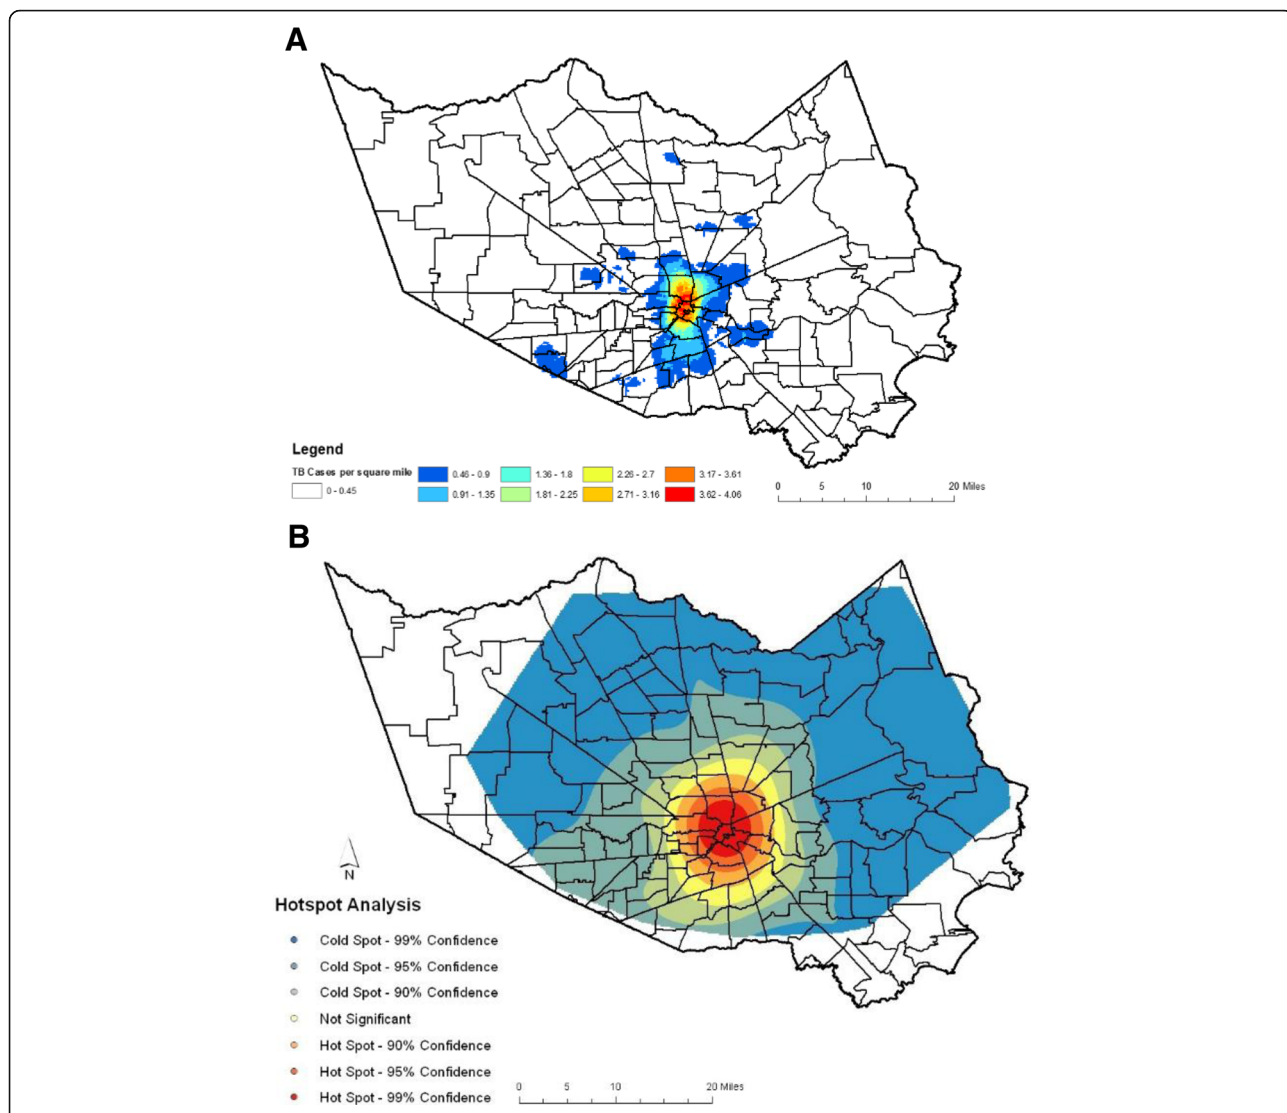 A
Legend
TB Cases per square mile
0 - 0.45
0.46 - 0.9
1.36 - 1.8
2.26 - 2.7
3.17 - 3.61
0.91 - 1.35
1.81 - 2.25
2.71 - 3.16
3.62 - 4.06
0 5 10 20 Miles
B
N
Hotspot Analysis
Cold Spot - 99% Confidence
Cold Spot - 95% Confidence
Cold Spot - 90% Confidence
Not Significant
Hot Spot - 90% Confidence
Hot Spot - 95% Confidence
Hot Spot - 99% Confidence
0 5 10 20 Miles